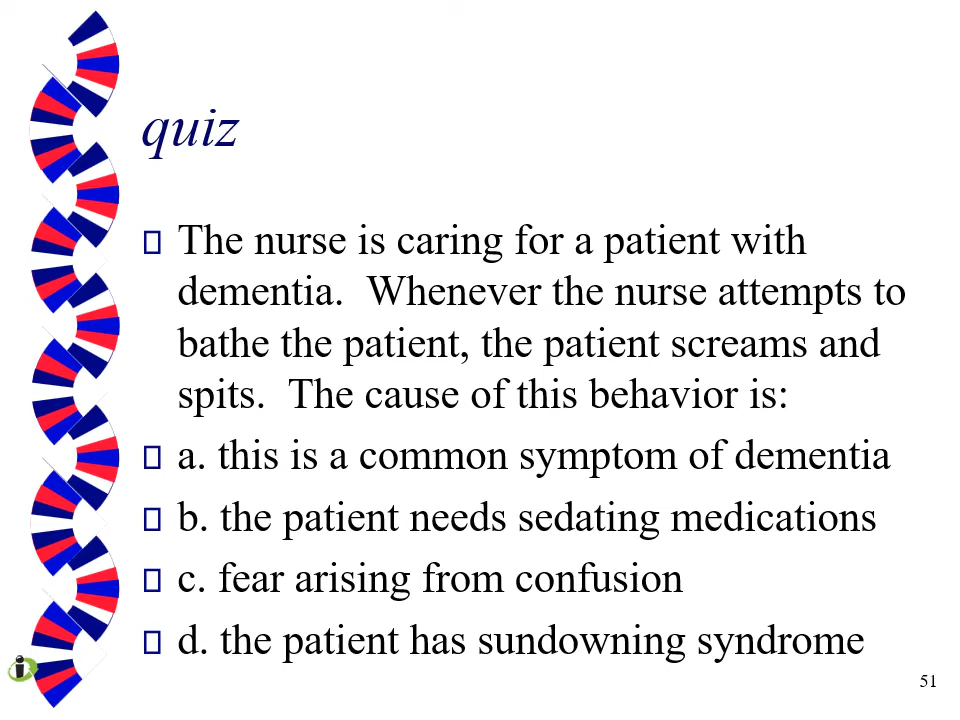 quiz
The nurse is caring for a patient with
dementia.  Whenever the nurse attempts to
bathe the patient, the patient screams and
spits.  The cause of this behavior is:
a. this is a common symptom of dementia
b. the patient needs sedating medications
c. fear arising from confusion
d. the patient has sundowning syndrome
51